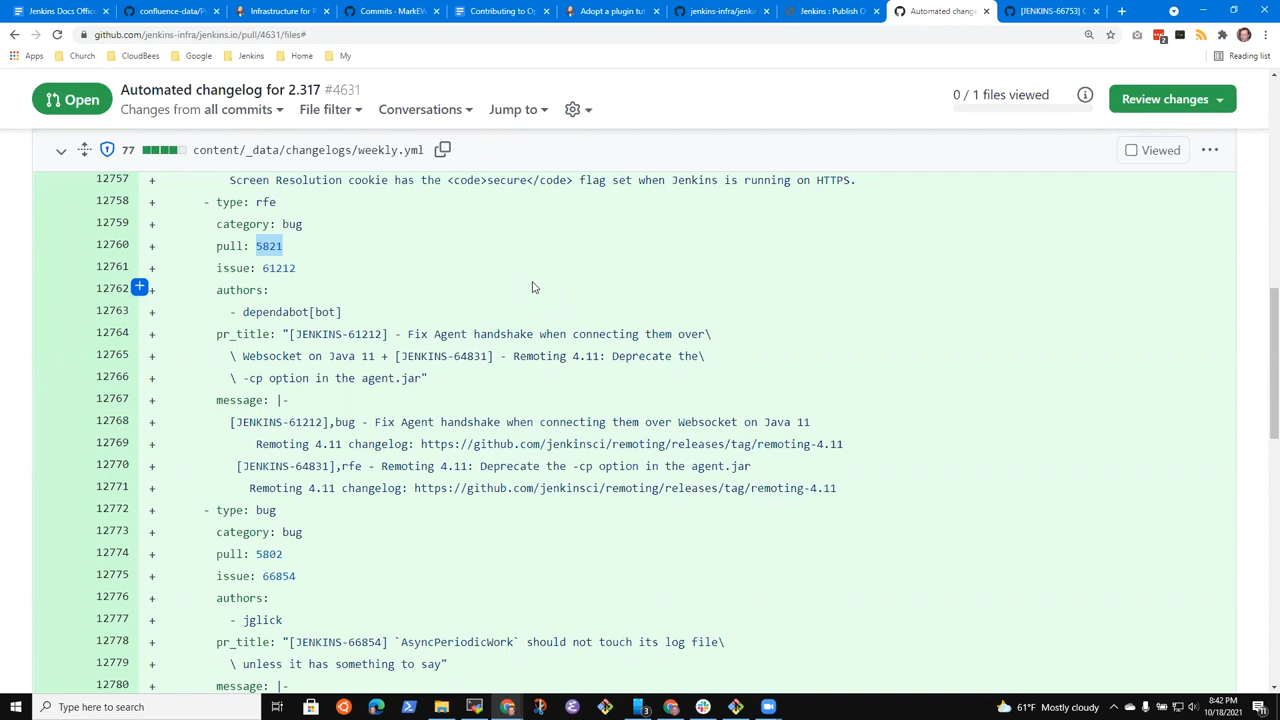 Jenkins Docs Office
confluence-data/Pu
Infrastructure for P
Commits · MarkEW
Contributing to Op
Adopt a plugin tut
jenkins-infra/jenkin
Jenkins : Publish O
Automated chang
[JENKINS-66753] C
github.com/jenkins-infra/jenkins.io/pull/4631/files#
2
Apps
Church
CloudBees
Google
Jenkins
Home
My
Reading list
Open
Automated changelog for 2.317 #4631
Changes from all commits
File filter
Conversations
Jump to
0 / 1 files viewed
Review changes
77
content/_data/changelogs/weekly.yml
Viewed
12757 + Screen Resolution cookie has the <code>secure</code> flag set when Jenkins is running on HTTPS.
12758 + - type: rfe
12759 + category: bug
12760 + pull: 5821
12761 + issue: 61212
12762 + authors:
12763 + - dependabot[bot]
12764 + pr_title: "[JENKINS-61212] - Fix Agent handshake when connecting them over\
12765 + \ Websocket on Java 11 + [JENKINS-64831] - Remoting 4.11: Deprecate the\
12766 + \ -cp option in the agent.jar"
12767 + message: |-
12768 + [JENKINS-61212],bug - Fix Agent handshake when connecting them over Websocket on Java 11
12769 + Remoting 4.11 changelog: https://github.com/jenkinsci/remoting/releases/tag/remoting-4.11
12770 + [JENKINS-64831],rfe - Remoting 4.11: Deprecate the -cp option in the agent.jar
12771 + Remoting 4.11 changelog: https://github.com/jenkinsci/remoting/releases/tag/remoting-4.11
12772 + - type: bug
12773 + category: bug
12774 + pull: 5802
12775 + issue: 66854
12776 + authors:
12777 + - jglick
12778 + pr_title: "[JENKINS-66854] `AsyncPeriodicWork` should not touch its log file\
12779 + \ unless it has something to say"
12780 + message: |-
Type here to search
3
61°F Mostly cloudy
8:42 PM
10/18/2021
11